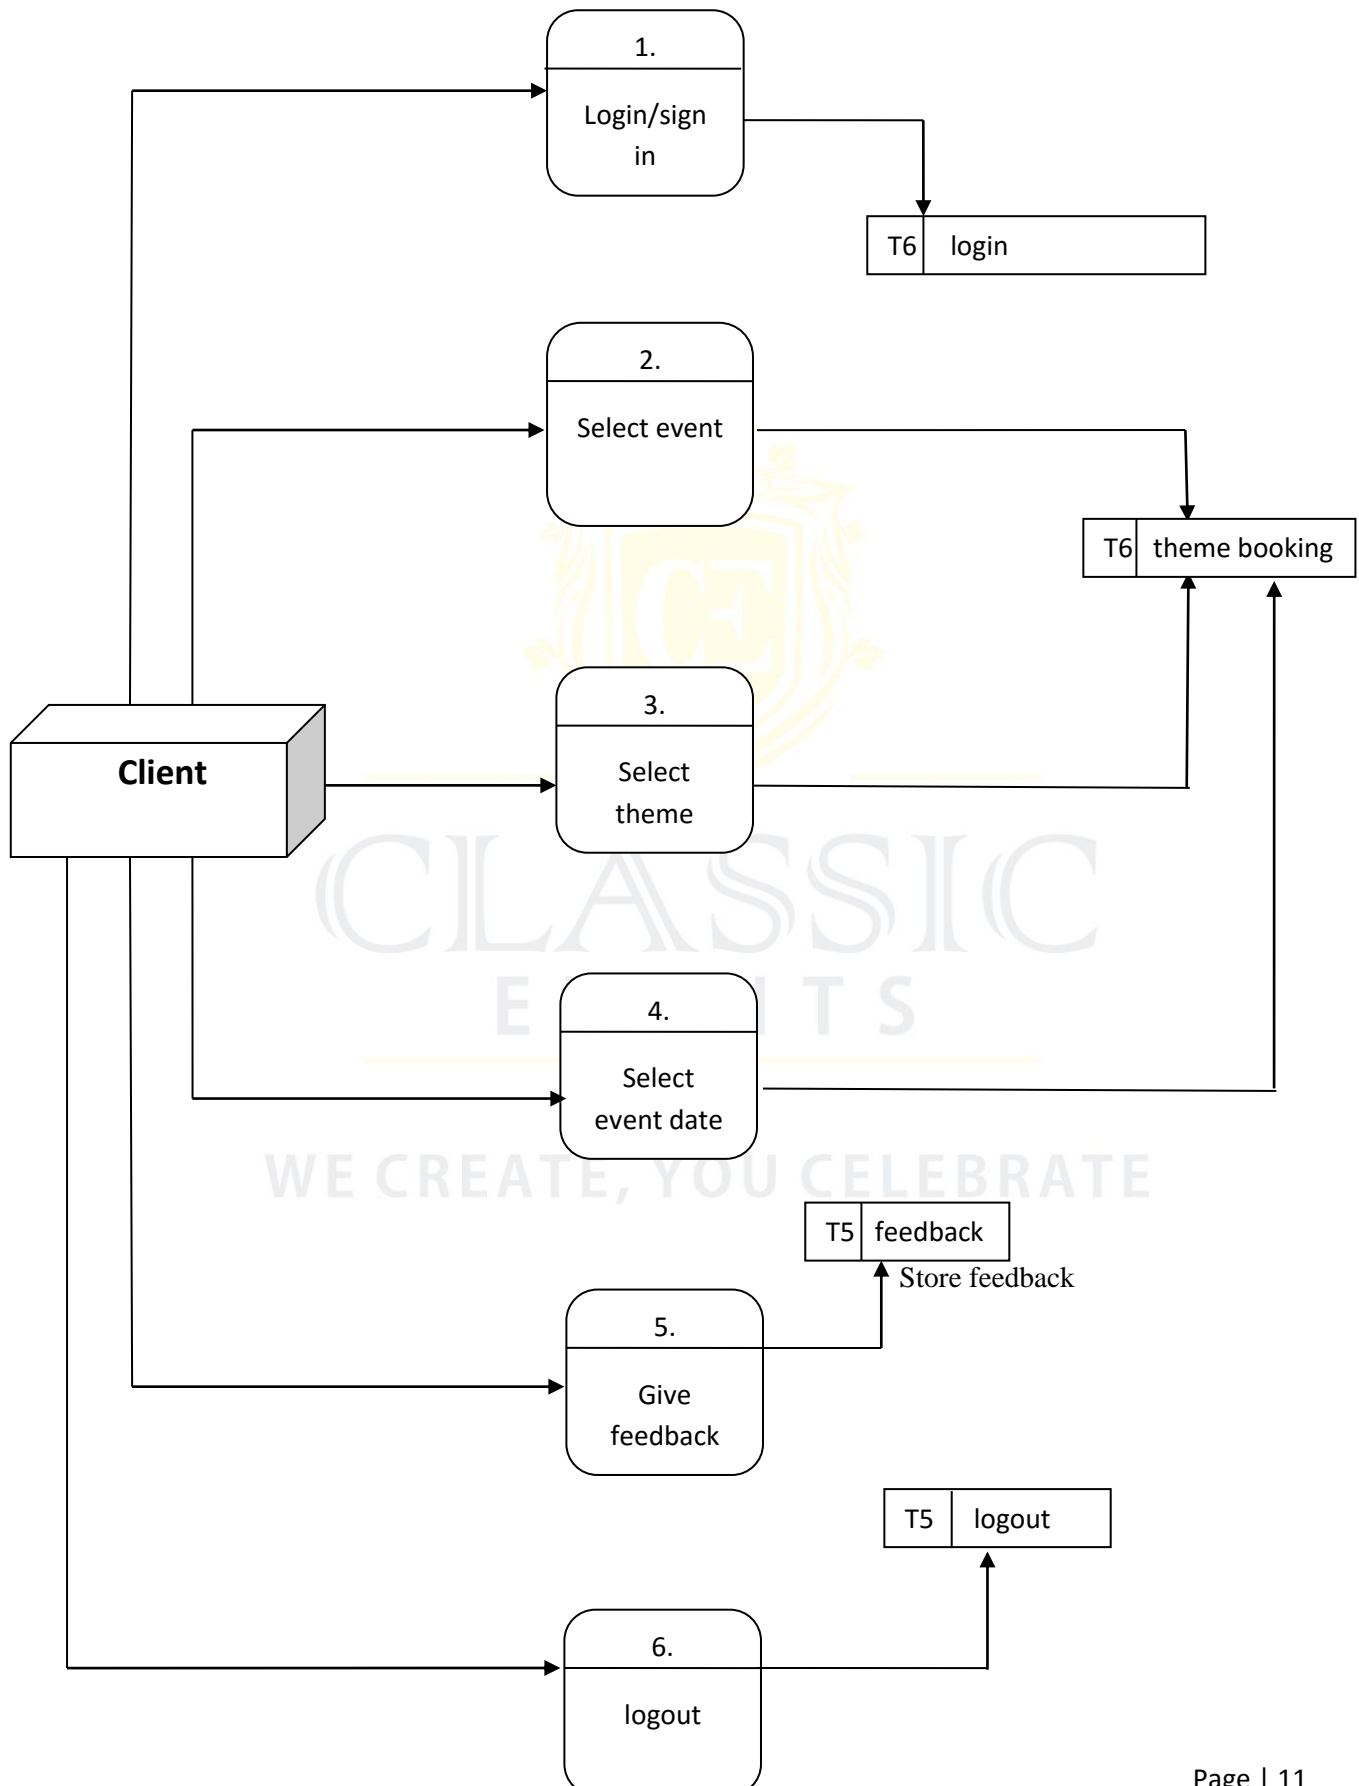 1.
Login/sign
in
T6 login
2.
Select event
T6 theme booking
CE
3.
Select
theme
Client
CLASSIC
4.
Select
event date
WE CREATE, YOU CELEBRATE
T5 feedback
Store feedback
5.
Give
feedback
T5 logout
6.
logout
Page | 11